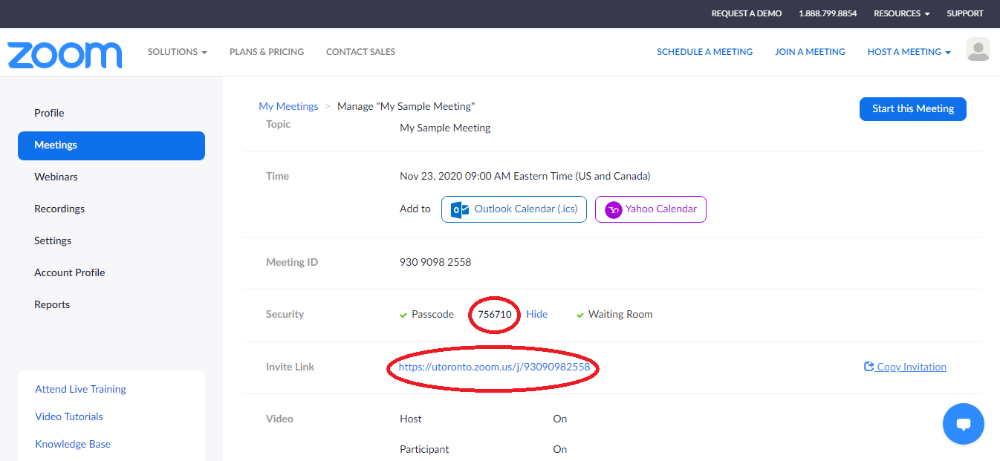 REQUEST A DEMO 1.888.799.8854 RESOURCES SUPPORT
zoom SOLUTIONS PLANS & PRICING CONTACT SALES SCHEDULE A MEETING JOIN A MEETING HOST A MEETING
Profile
Meetings
Webinars
Recordings
Settings
Account Profile
Reports
Attend Live Training
Video Tutorials
Knowledge Base
My Meetings > Manage "My Sample Meeting"
Start this Meeting
Topic My Sample Meeting
Time Nov 23, 2020 09:00 AM Eastern Time (US and Canada)
Add to Outlook Calendar (.ics) Yahoo Calendar
Meeting ID 930 9098 2558
Security Passcode 756710 Hide Waiting Room
Invite Link https://utoronto.zoom.us/j/93090982558 Copy Invitation
Video Host On
Participant On